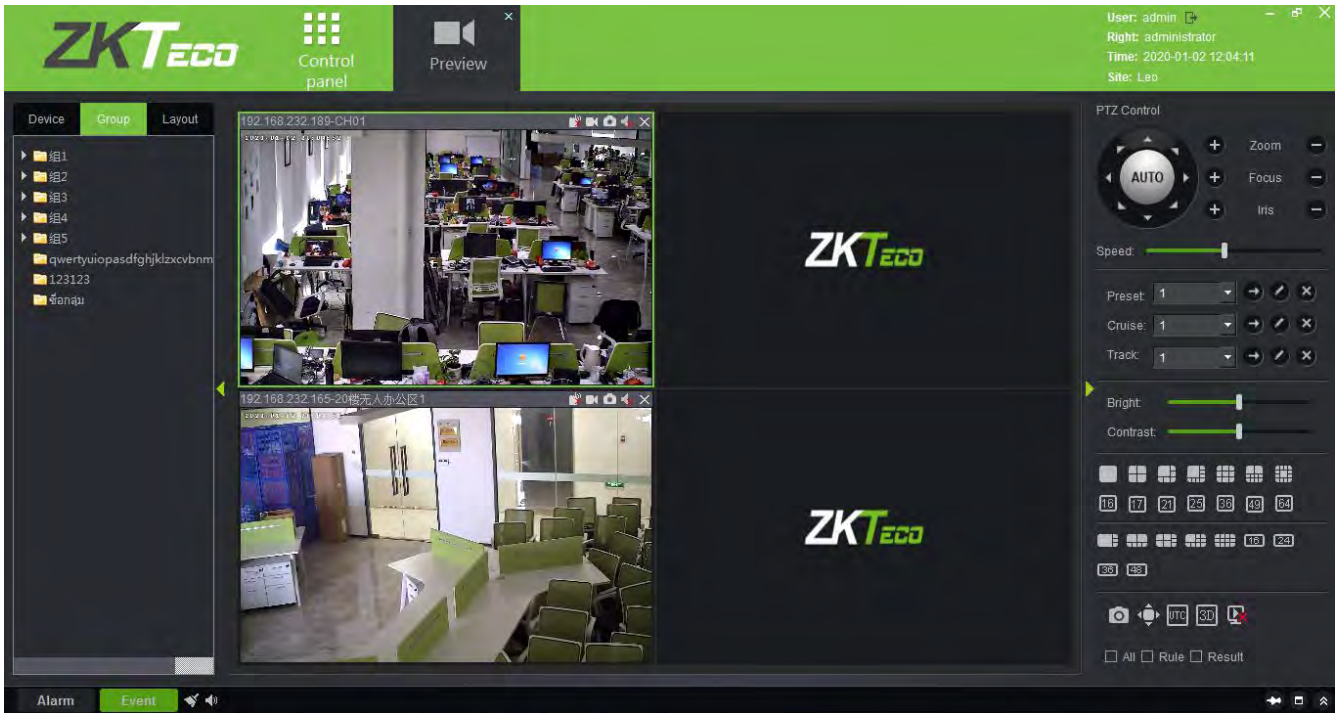 ZKTECO
Control
panel
Preview
User: admin
Right: administrator
Time: 2020-01-02 12:04:11
Site: Leo
Device
Group
Layout
组1
组2
组3
组4
组5
qwertyuiopasdfghjklzxcvbnm
123123
ชื่อกลุ่ม
192.168.232.189-CH01
ZKTECO
192.168.232.165-20楼无人办公区1
ZKTECO
PTZ Control
AUTO
Zoom
Focus
Iris
Speed:
Preset: 1
Cruise: 1
Track: 1
Bright:
Contrast:
16 17 21 25 36 49 64
16 24
36 48
UTC 3D
All Rule Result
Alarm
Event